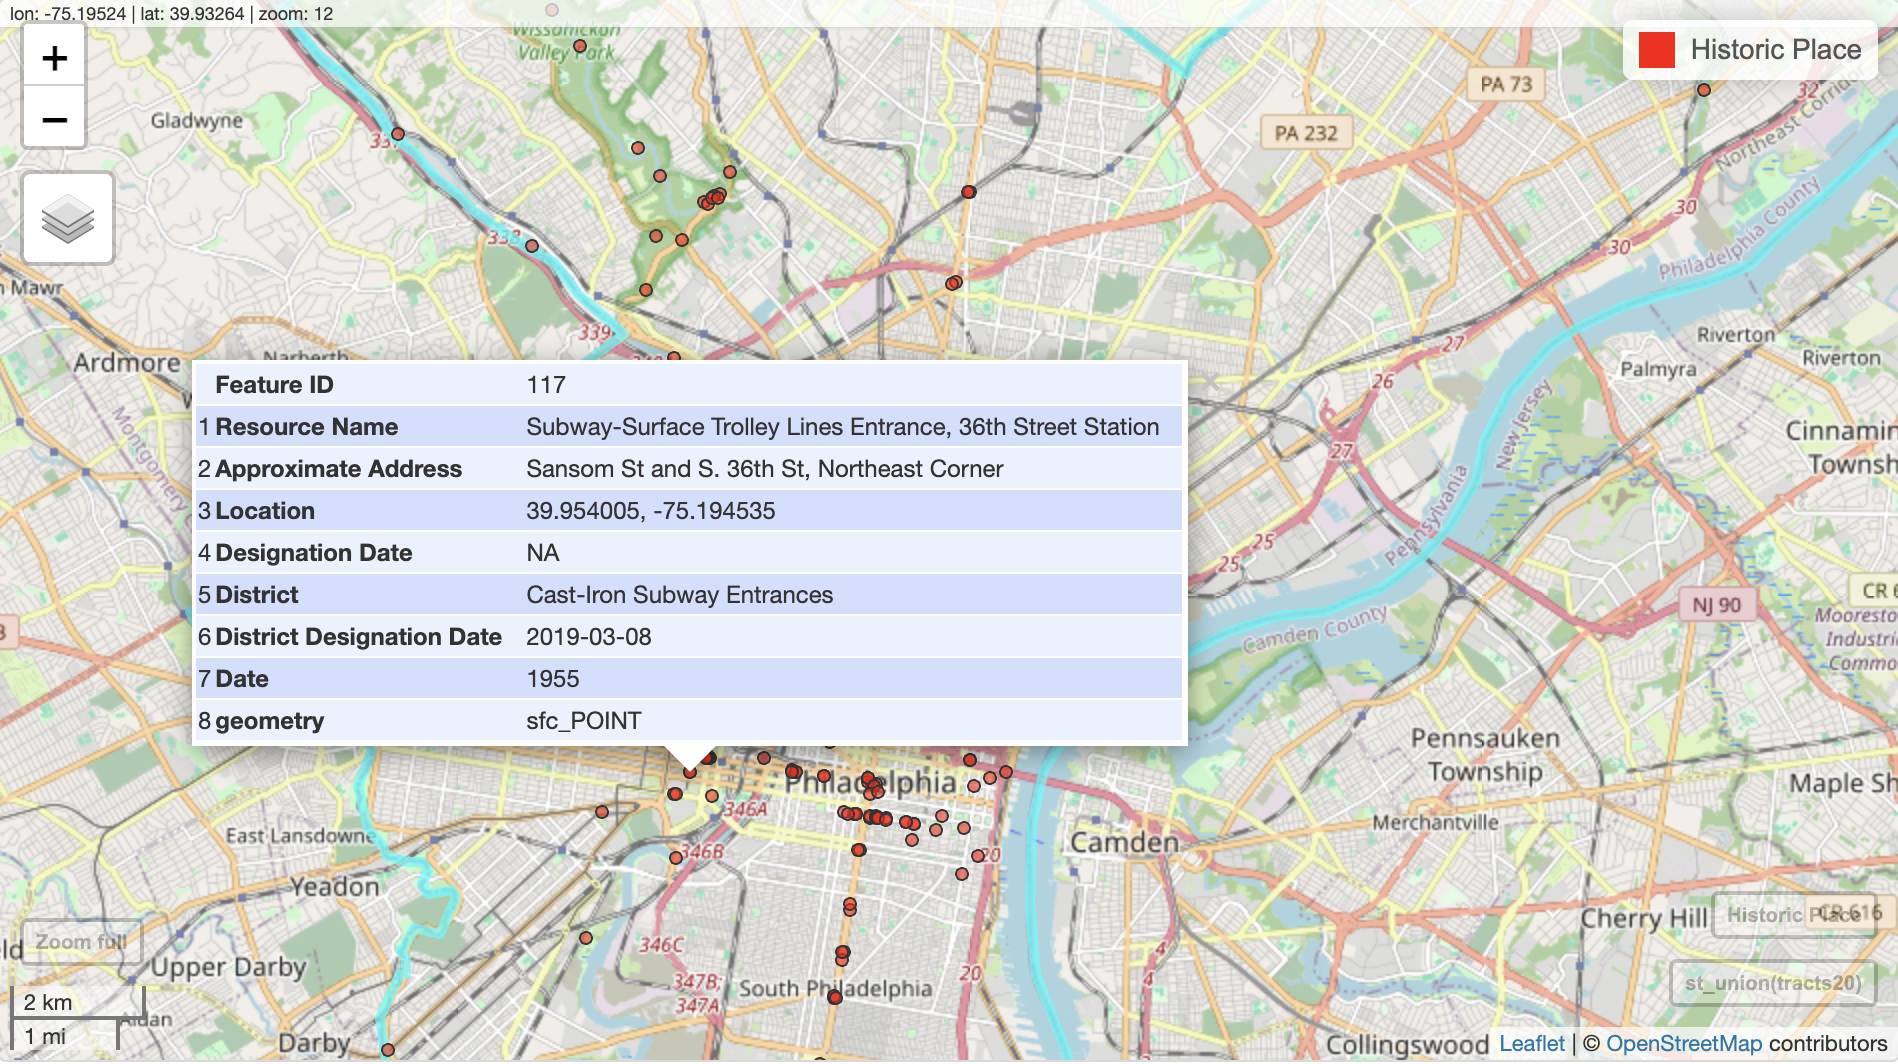 lon: -75.19524 | lat: 39.93264 | zoom: 12
Wissahickon
Valley Park
+
−
Historic Place
PA 73
32
Northeast Corridor
Gladwyne
PA 232
337
30
Philadelphia County
338
30
n Mawr
339
Riverton
27
Riverton
Ardmore
Narberth
Palmyra
26
Feature ID 117
1 Resource Name Subway-Surface Trolley Lines Entrance, 36th Street Station
2 Approximate Address Sansom St and S. 36th St, Northeast Corner
3 Location 39.954005, -75.194535
4 Designation Date NA
5 District Cast-Iron Subway Entrances
6 District Designation Date 2019-03-08
7 Date 1955
8 geometry sfc_POINT
Montgomery
New Jersey
Pennsylvania
27
Cinnamin
Townsh
25
25
NJ 90
CR 6
Camden County
Mooresto
Industri
Commo
Pennsauken
Township
Philadelphia
Maple Sh
346A
East Lansdowne
Merchantville
Camden
346B
20
Yeadon
Historic Place
CR 616
Cherry Hill
Zoom full
346C
4
Upper Darby
347B;
347A
South Philadelphia
20
4
st_union(tracts20)
2 km
1 mi
Darby
Collingswood
Leaflet | © OpenStreetMap contributors